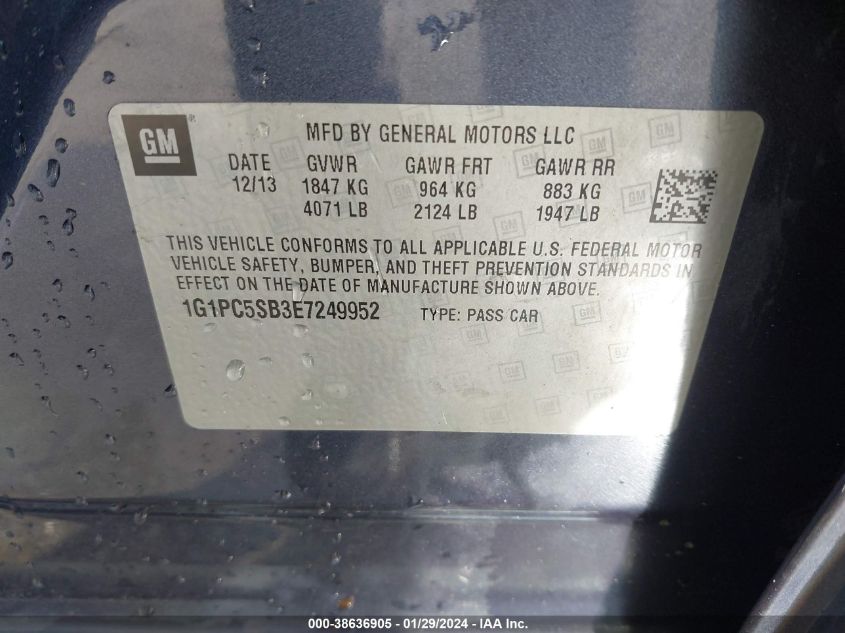 GM
MFD BY GENERAL MOTORS LLC
DATE GVWR GAWR FRT GAWR RR
12/13 1847 KG 964 KG 883 KG
4071 LB 2124 LB 1947 LB
THIS VEHICLE CONFORMS TO ALL APPLICABLE U.S. FEDERAL MOTOR
VEHICLE SAFETY, BUMPER, AND THEFT PREVENTION STANDARDS IN
EFFECT ON THE DATE OF MANUFACTURE SHOWN ABOVE.
1G1PC5SB3E7249952 TYPE: PASS CAR
000-38636905 - 01/29/2024 - IAA Inc.